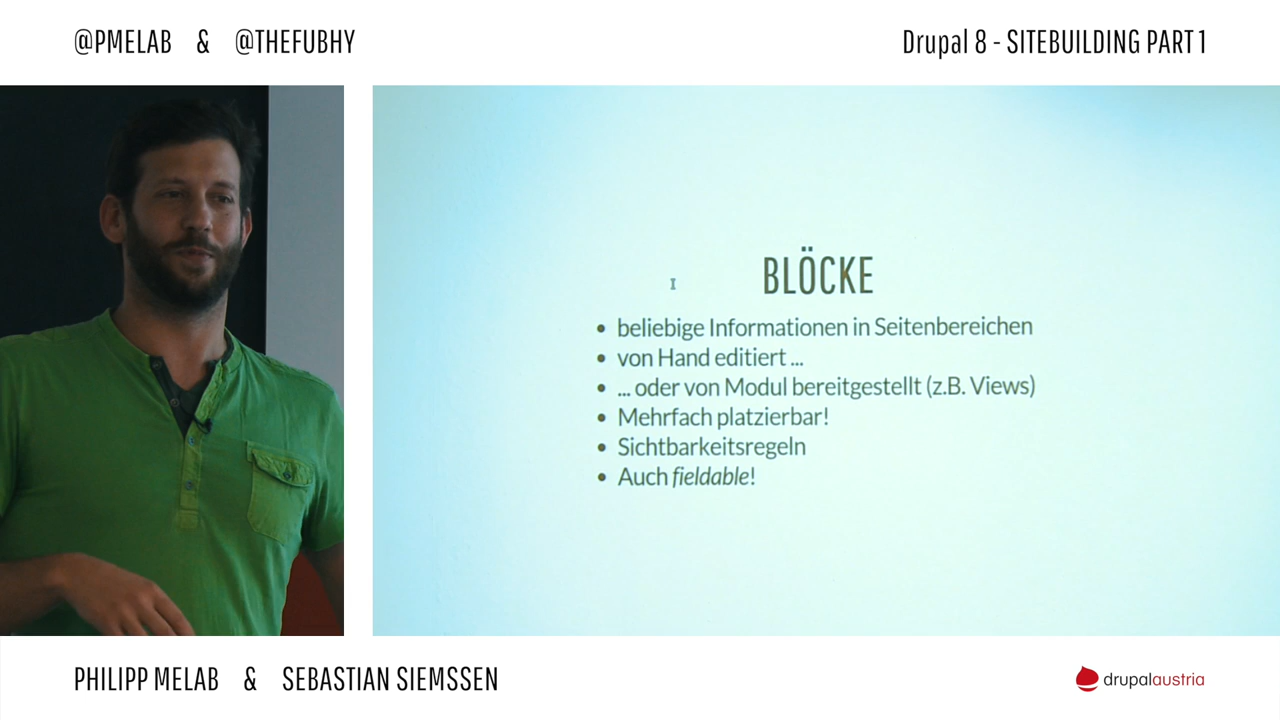 @PMELAB & @THEFUBHY
Drupal 8 - SITEBUILDING PART 1
BLÖCKE
• beliebige Informationen in Seitenbereichen
• von Hand editiert ...
• ... oder von Modul bereitgestellt (z.B. Views)
• Mehrfach platzierbar!
• Sichtbarkeitsregeln
• Auch fieldable!
PHILIPP MELAB & SEBASTIAN SIEMSSEN
drupalaustria